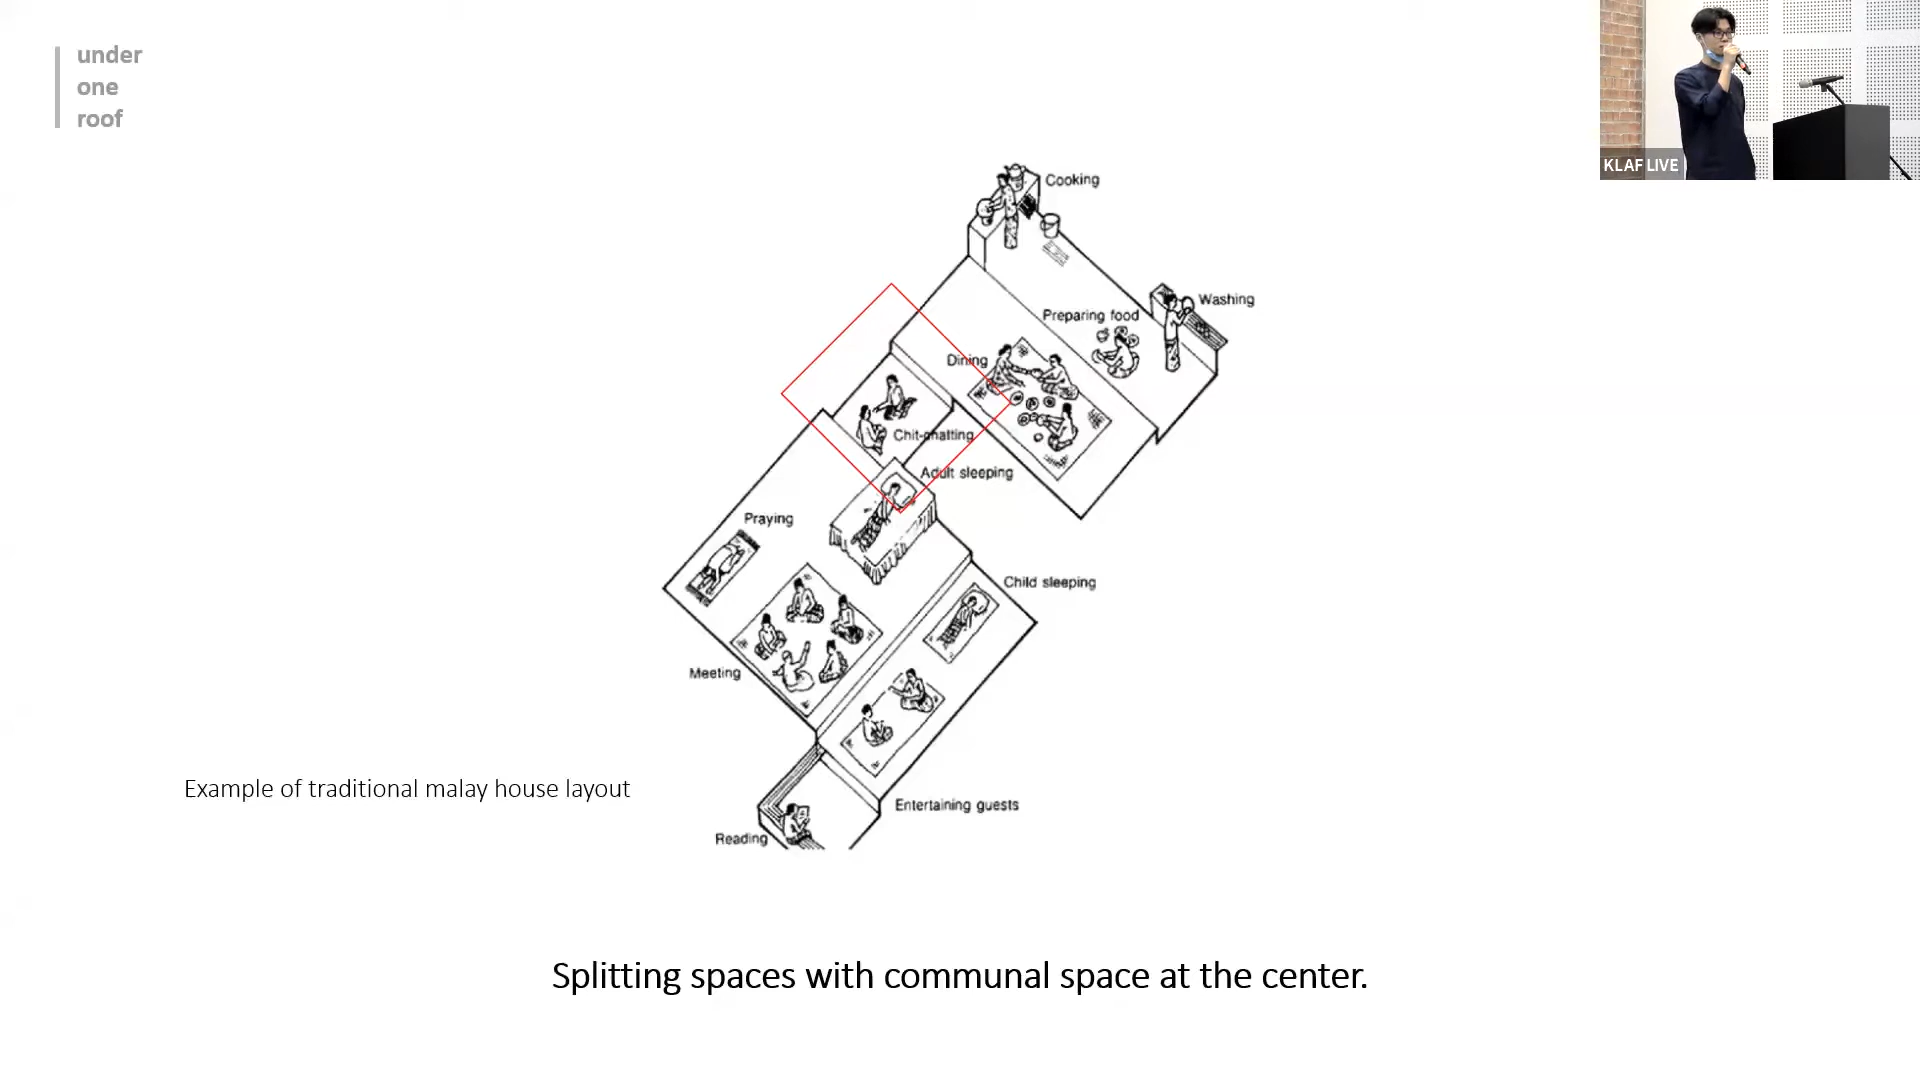 under
one
roof
KLAF LIVE
Cooking
Washing
Preparing food
Dining
Chit-chatting
Adult sleeping
Praying
Child sleeping
Meeting
Entertaining guests
Reading
Example of traditional malay house layout
Splitting spaces with communal space at the center.